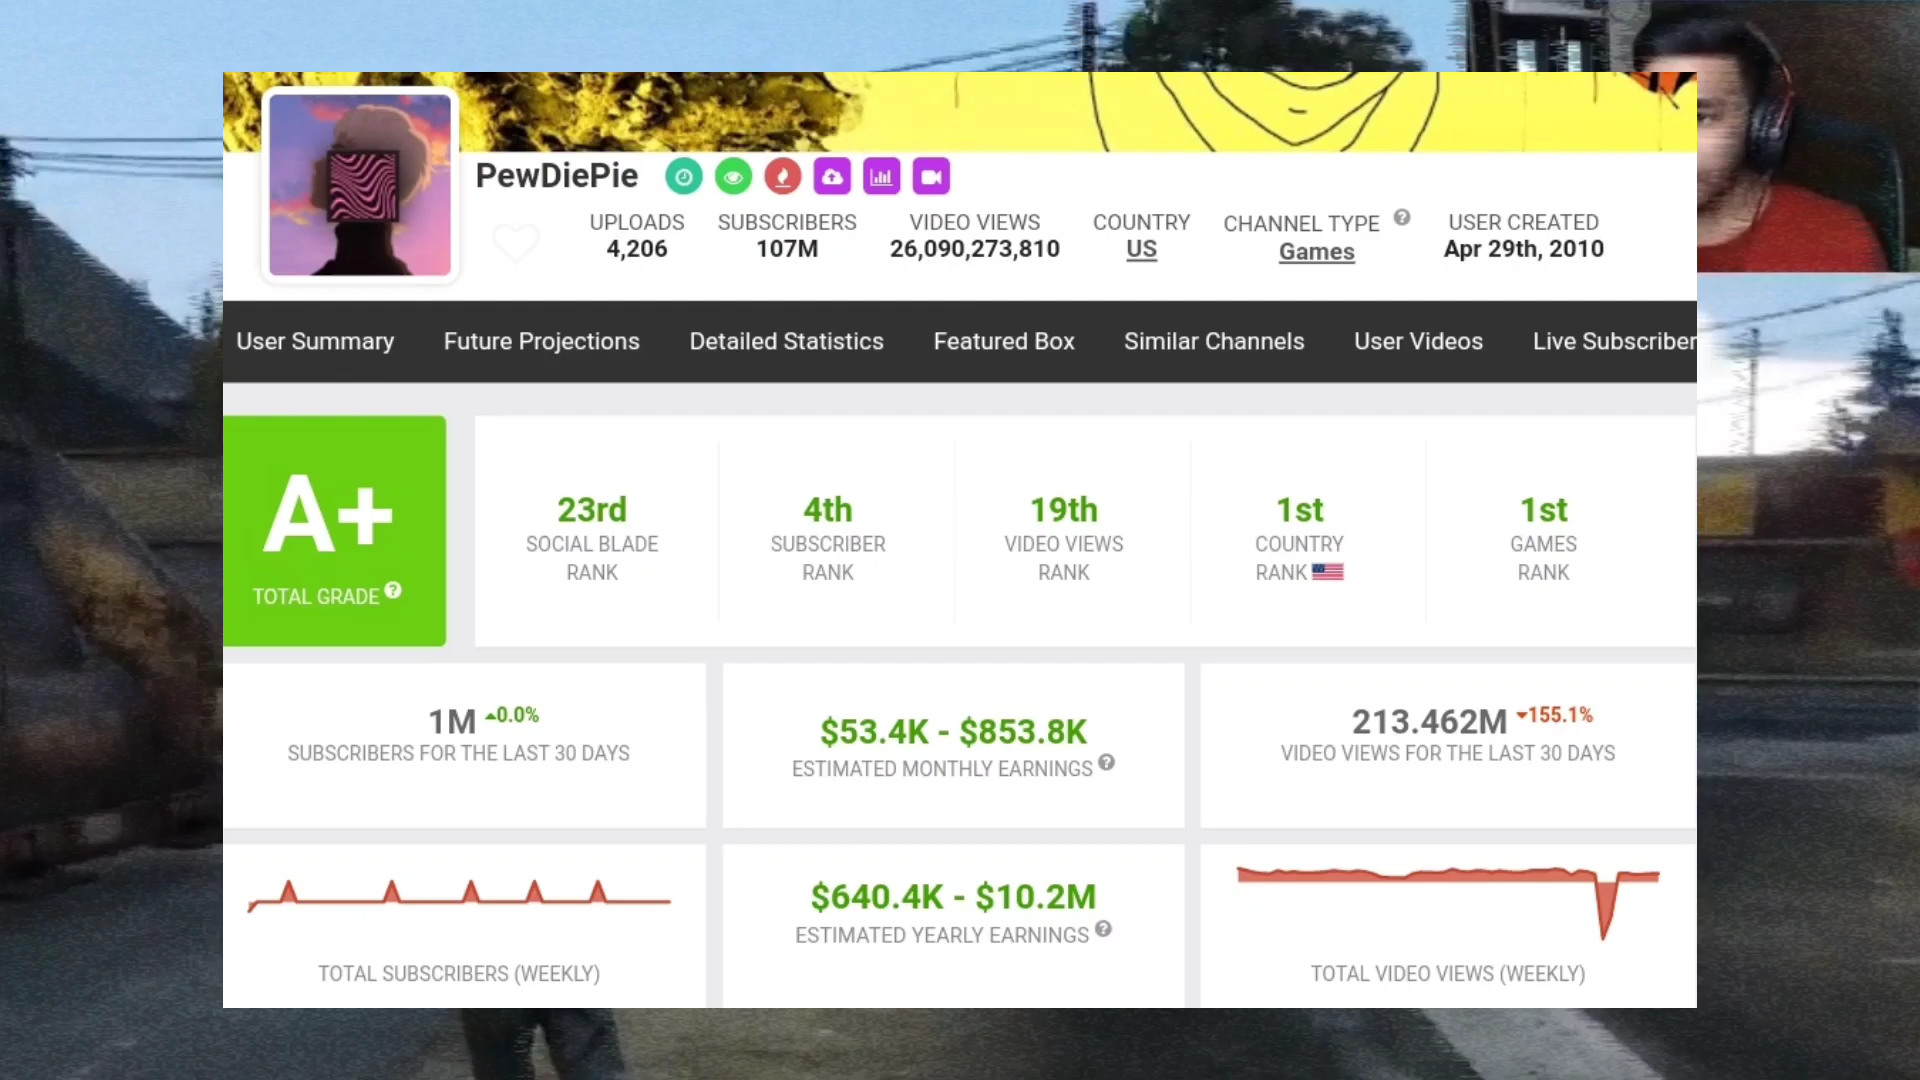 PewDiePie
UPLOADS
4,206
SUBSCRIBERS
107M
VIDEO VIEWS
26,090,273,810
COUNTRY
US
CHANNEL TYPE ?
Games
USER CREATED
Apr 29th, 2010
User Summary
Future Projections
Detailed Statistics
Featured Box
Similar Channels
User Videos
Live Subscriber
A+
TOTAL GRADE ?
23rd
SOCIAL BLADE
RANK
4th
SUBSCRIBER
RANK
19th
VIDEO VIEWS
RANK
1st
COUNTRY
RANK
1st
GAMES
RANK
1M 0.0%
SUBSCRIBERS FOR THE LAST 30 DAYS
$53.4K - $853.8K
ESTIMATED MONTHLY EARNINGS ?
213.462M 155.1%
VIDEO VIEWS FOR THE LAST 30 DAYS
TOTAL SUBSCRIBERS (WEEKLY)
$640.4K - $10.2M
ESTIMATED YEARLY EARNINGS ?
TOTAL VIDEO VIEWS (WEEKLY)